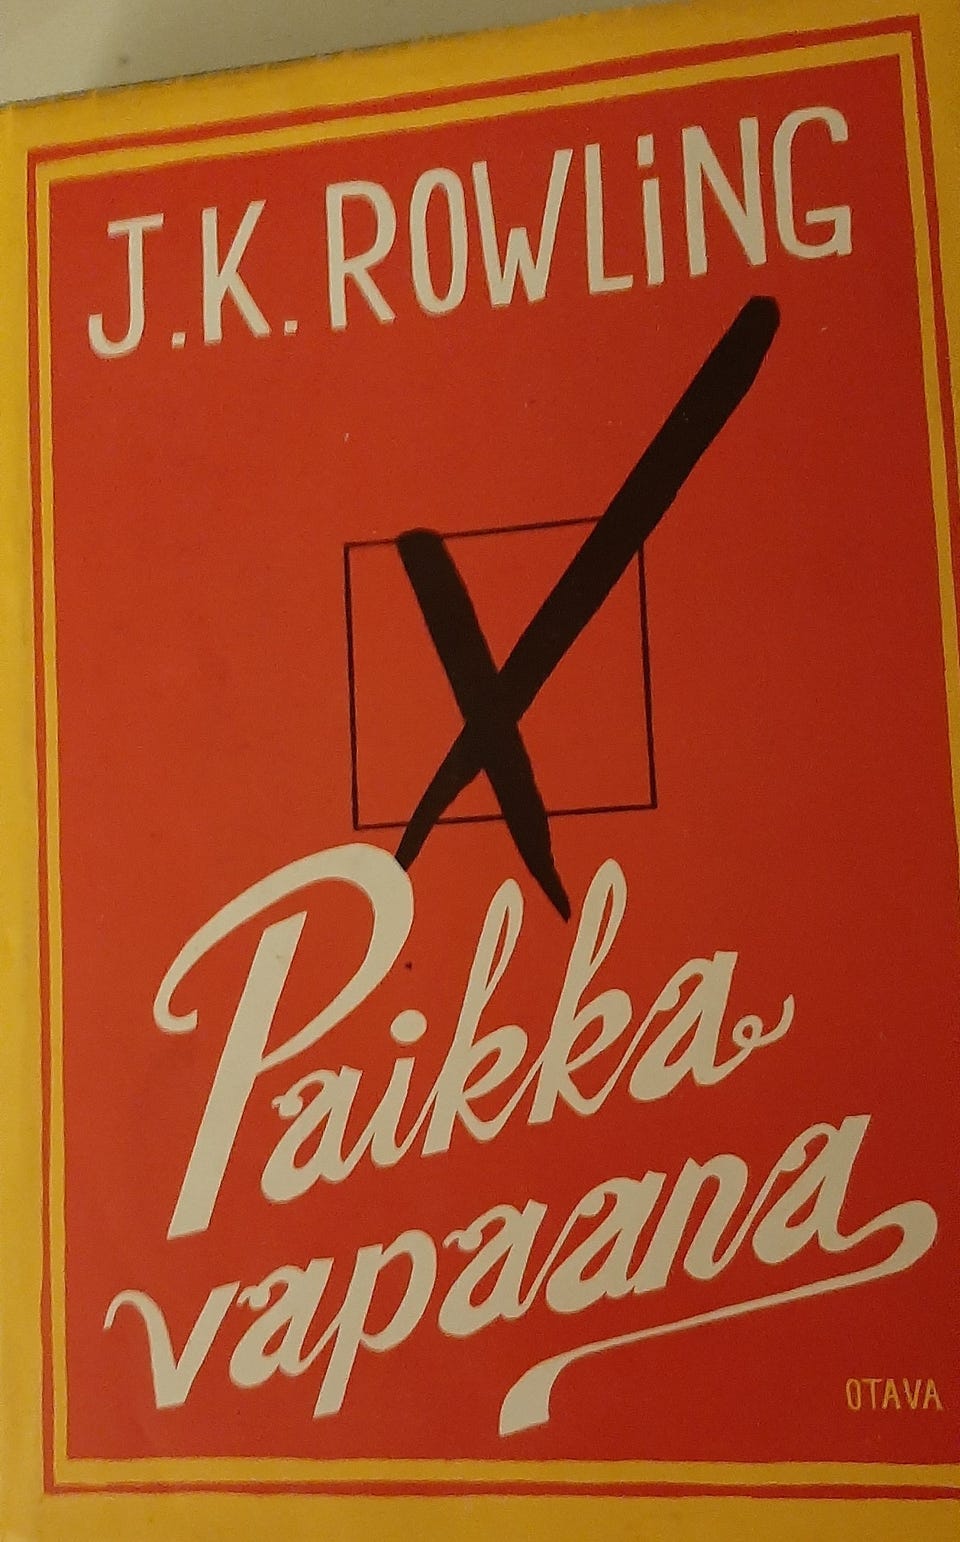 J.K. ROWLiNG
Paikka
vapaana
OTAVA